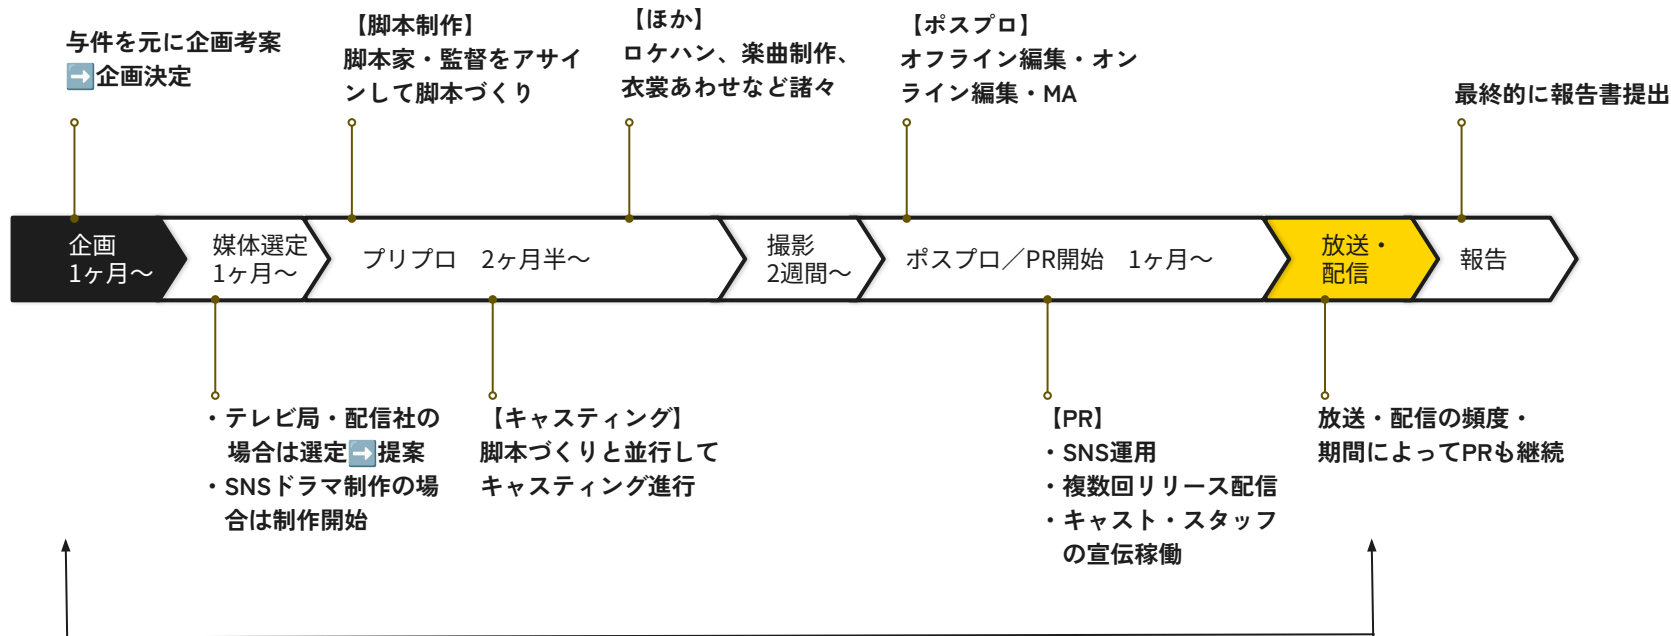 与件を元に企画考案
➡️企画決定
【脚本制作】
脚本家・監督をアサイ
ンして脚本づくり
【ほか】
ロケハン、楽曲制作、
衣裳あわせなど諸々
【ポスプロ】
オフライン編集・オン
ライン編集・MA
最終的に報告書提出
企画
1ヶ月～
媒体選定
1ヶ月～
プリプロ　2ヶ月半～
撮影
2週間～
ポスプロ／PR開始　1ヶ月～
放送・
配信
報告
・テレビ局・配信社の
場合は選定➡️提案
・SNSドラマ制作の場
合は制作開始
【キャスティング】
脚本づくりと並行して
キャスティング進行
【PR】
・SNS運用
・複数回リリース配信
・キャスト・スタッフ
の宣伝稼働
放送・配信の頻度・
期間によってPRも継続